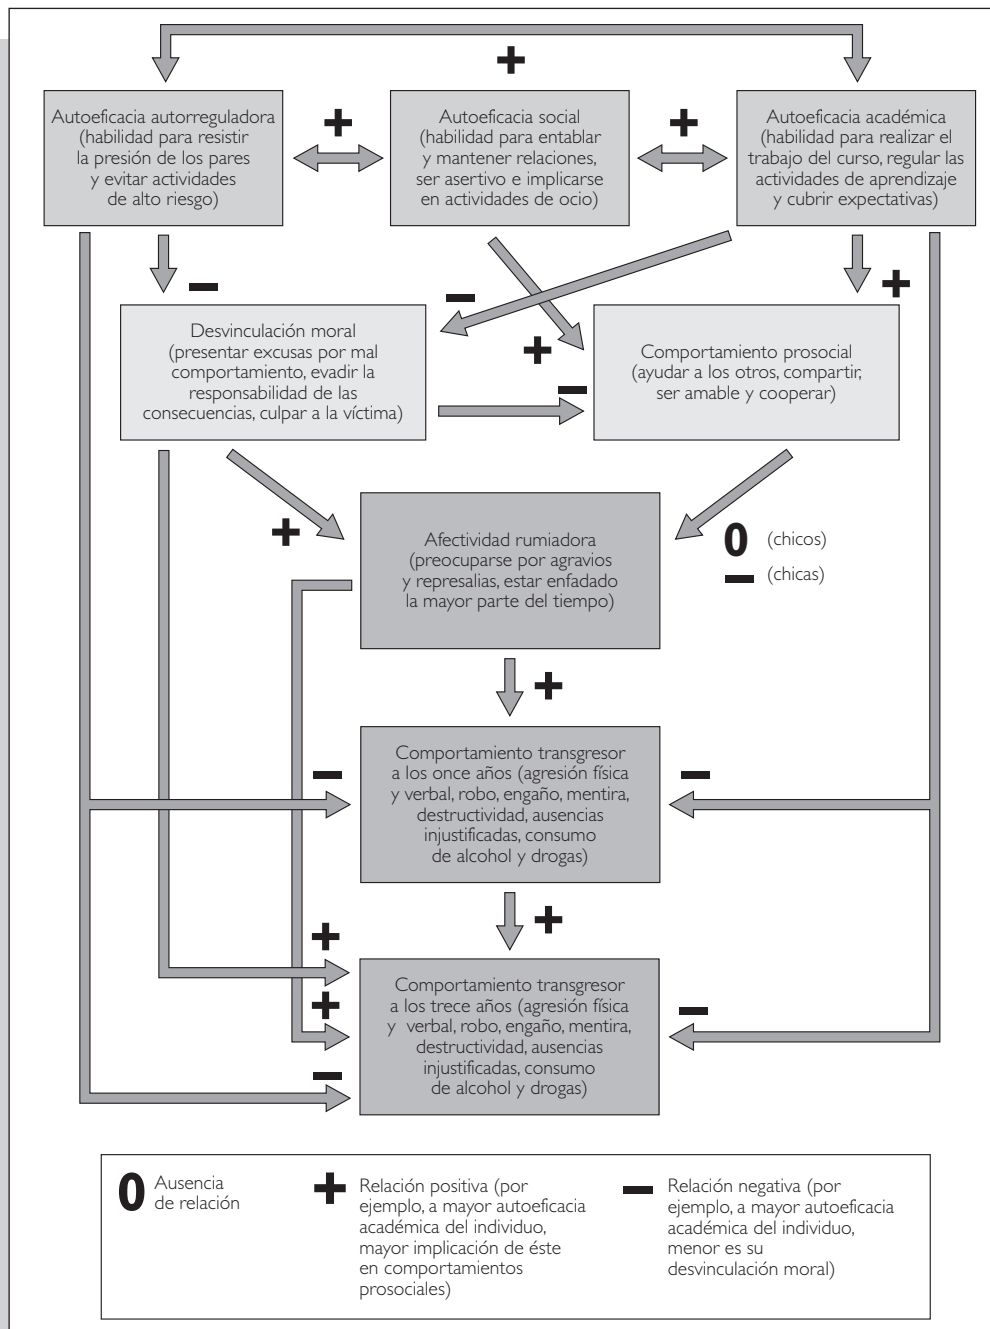 +
Autoeficacia autorreguladora
(habilidad para resistir
la presión de los pares
y evitar actividades
de alto riesgo)
+
Autoeficacia social
(habilidad para entablar
y mantener relaciones,
ser asertivo e implicarse
en actividades de ocio)
+
Autoeficacia académica
(habilidad para realizar el
trabajo del curso, regular las
actividades de aprendizaje
y cubrir expectativas)
–
–
+
+
Desvinculación moral
(presentar excusas por mal
comportamiento, evadir la
responsabilidad de las
consecuencias, culpar a la víctima)
–
Comportamiento prosocial
(ayudar a los otros, compartir,
ser amable y cooperar)
+
Afectividad rumiadora
(preocuparse por agravios
y represalias, estar enfadado
la mayor parte del tiempo)
0 (chicos)
– (chicas)
+
–
Comportamiento transgresor
a los once años (agresión física
y verbal, robo, engaño, mentira,
destructividad, ausencias
injustificadas, consumo
de alcohol y drogas)
–
+
+
+
–
Comportamiento transgresor
a los trece años (agresión física
y verbal, robo, engaño, mentira,
destructividad, ausencias
injustificadas, consumo
de alcohol y drogas)
–
0 Ausencia
de relación
+ Relación positiva (por
ejemplo, a mayor autoeficacia
académica del individuo,
mayor implicación de éste
en comportamientos
prosociales)
– Relación negativa (por
ejemplo, a mayor autoeficacia
académica del individuo,
menor es su
desvinculación moral)